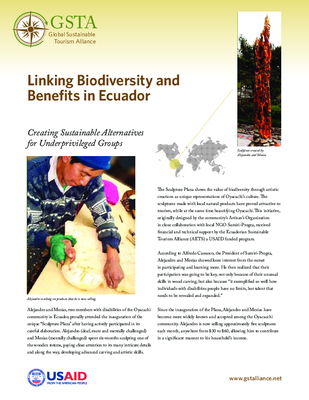 GSTA
Global Sustainable
Tourism Alliance
Linking Biodiversity and
Benefits in Ecuador
Creating Sustainable Alternatives
for Underprivileged Groups
Sculpture created by
Alejandro and Mesias.
Alejandro working on products that he is now selling.
Alejandro and Mesias, two members with disabilities of the Oyacachi
community in Ecuador, proudly attended the inauguration of the
unique "Sculpture Plaza" after having actively participated in its
careful elaboration. Alejandro (deaf, mute and mentally challenged)
and Mesias (mentally challenged) spent six months sculpting one of
the wooden totems, paying close attention to its many intricate details
and along the way, developing advanced carving and artistic skills.
The Sculpture Plaza shows the value of biodiversity through artistic
creations as unique representations of Oyacachi's culture. The
sculptures made with local natural products have proved attractive to
tourists, while at the same time beautifying Oyacachi. This initiative,
originally designed by the community's Artisan's Organization
in close collaboration with local NGO, Sumiri-Progea, received
financial and technical support by the Ecuadorian Sustainable
Tourism Alliance (AETS) a USAID funded program.
According to Alfredo Carrasco, the President of Sumiri-Progea,
Alejandro and Mesias showed keen interest from the outset
in participating and learning more. He then realized that their
participation was going to be key, not only because of their unusual
skills in wood carving, but also because "it exemplified so well how
individuals with disabilities people have no limits, but talent that
needs to be revealed and expanded."
Since the inauguration of the Plaza, Alejandro and Mesias have
become more widely known and accepted among the Oyacachi
community. Alejandro is now selling approximately five sculptures
each month, anywhere from $10 to $40, allowing him to contribute
in a significant manner to his household's income.
USAID
FROM THE AMERICAN PEOPLE
www.gstalliance.net